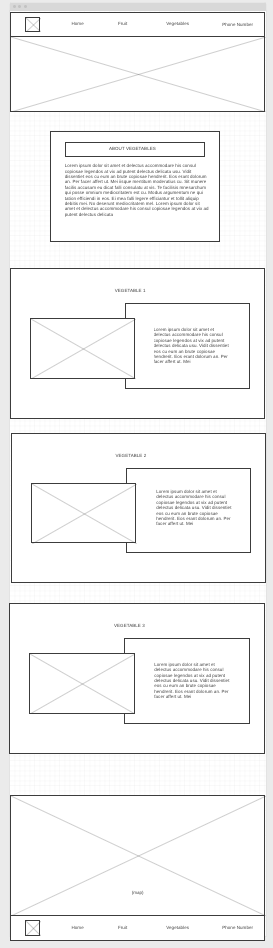 Home Fruit Vegetables Phone Number
ABOUT VEGETABLES
Lorem ipsum dolor sit amet et delectus accommodare his consul
copiosae legendos at vix ad putent delectus delicata usu. Vidit
dissentiet eos cu eum an brute copiosae hendrerit. Eos erant dolorum
an. Per facer affert ut. Mei iisque mentitum moderatius cu. Sit munere
facilis accusam eu dicat falli consulatu at vis. Te facilisis mnesarchum
qui posse omnes mediocritatem est cu. Modus argumentum ne qui
tation efficiendi in eos. Ei mea falli legere efficiantur et tollit aliquip
debitis mei. No deserunt mediocritatem mel. Lorem ipsum dolor sit
amet et delectus accommodare his consul copiosae legendos at vix ad
putent delectus delicata
VEGETABLE 1
Lorem ipsum dolor sit amet et
delectus accommodare his consul
copiosae legendos at vix ad putent
delectus delicata usu. Vidit dissentiet
eos cu eum an brute copiosae
hendrerit. Eos erant dolorum an. Per
facer affert ut. Mei
VEGETABLE 2
Lorem ipsum dolor sit amet et
delectus accommodare his consul
copiosae legendos at vix ad putent
delectus delicata usu. Vidit dissentiet
eos cu eum an brute copiosae
hendrerit. Eos erant dolorum an. Per
facer affert ut. Mei
VEGETABLE 3
Lorem ipsum dolor sit amet et
delectus accommodare his consul
copiosae legendos at vix ad putent
delectus delicata usu. Vidit dissentiet
eos cu eum an brute copiosae
hendrerit. Eos erant dolorum an. Per
facer affert ut. Mei
(map)
Home Fruit Vegetables Phone Number